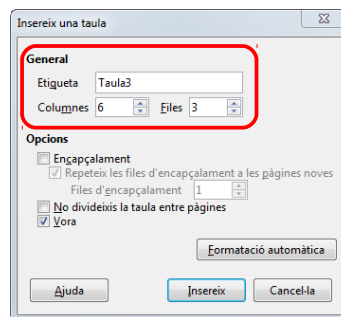 Insereix una taula
General
Etiqueta Taula3
Columnes 6 Files 3
Opcions
Encapçalament
Repeteix les files d'encapçalament a les pàgines noves
Files d'encapçalament 1
No divideixis la taula entre pàgines
Vora
Formatació automàtica
Ajuda Insereix Cancel·la